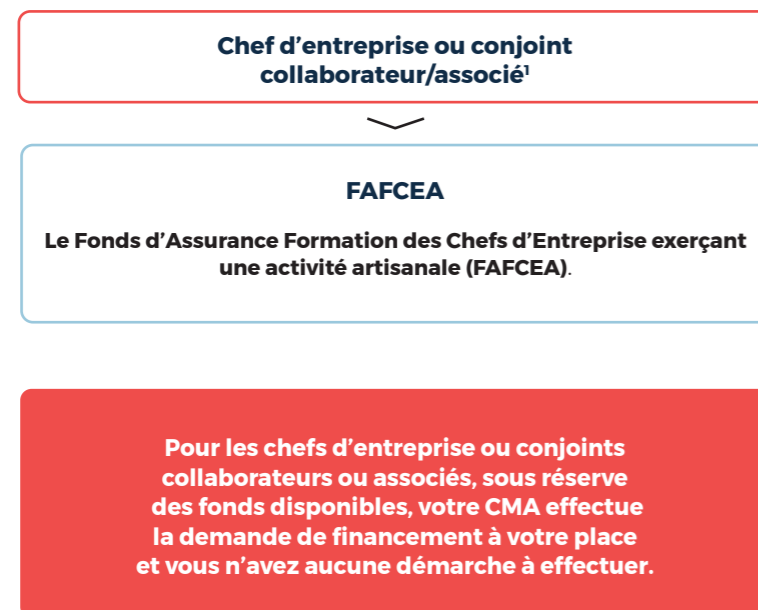 Chef d’entreprise ou conjoint
collaborateur/associé¹
FAFCEA
Le Fonds d’Assurance Formation des Chefs d’Entreprise exerçant
une activité artisanale (FAFCEA).
Pour les chefs d’entreprise ou conjoints
collaborateurs ou associés, sous réserve
des fonds disponibles, votre CMA effectue
la demande de financement à votre place
et vous n’avez aucune démarche à effectuer.